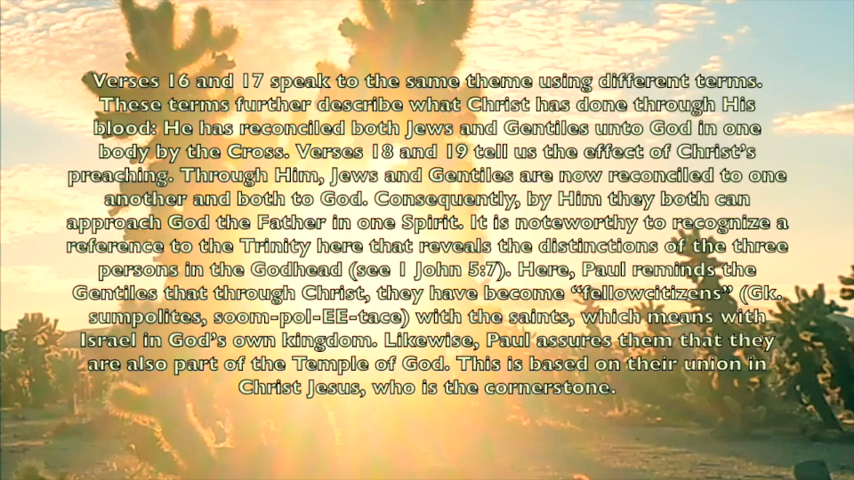 Verses 16 and 17 speak to the same theme using different terms.
These terms further describe what Christ has done through His
blood: He has reconciled both Jews and Gentiles unto God in one
body by the Cross. Verses 18 and 19 tell us the effect of Christ's
preaching. Through Him, Jews and Gentiles are now reconciled to one
another and both to God. Consequently, by Him they both can
approach God the Father in one Spirit. It is noteworthy to recognize a
reference to the Trinity here that reveals the distinctions of the three
persons in the Godhead (see 1 John 5:7). Here, Paul reminds the
Gentiles that through Christ, they have become “fellowcitizens” (Gk.
sumpolites, soom-pol-EE-tace) with the saints, which means with
Israel in God's own kingdom. Likewise, Paul assures them that they
are also part of the Temple of God. This is based on their union in
Christ Jesus, who is the cornerstone.